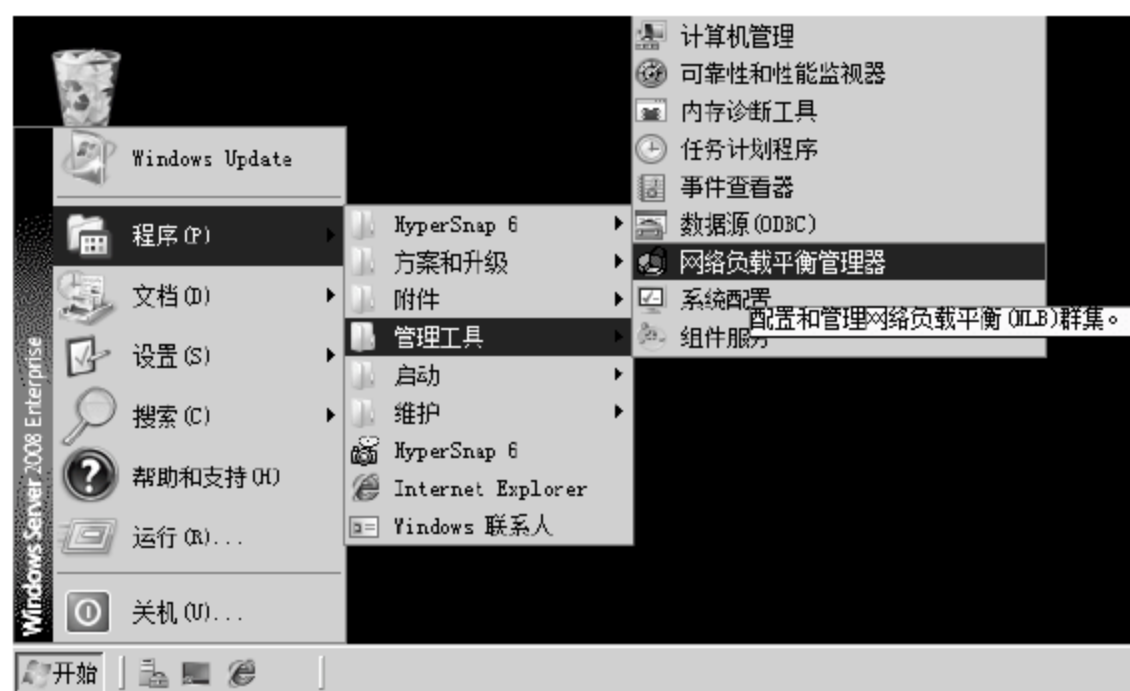 计算机管理
可靠性和性能监视器
内存诊断工具
任务计划程序
事件查看器
数据源(ODBC)
网络负载平衡管理器
系统配置
组件服务
配置和管理网络负载平衡(NLB)群集。
Windows Update
程序(P)
文档(D)
设置(S)
搜索(C)
帮助和支持(H)
运行(R)...
关机(U)...
HyperSnap 6
方案和升级
附件
管理工具
启动
维护
HyperSnap 6
Internet Explorer
Windows 联系人
Windows Server 2008 Enterprise
开始